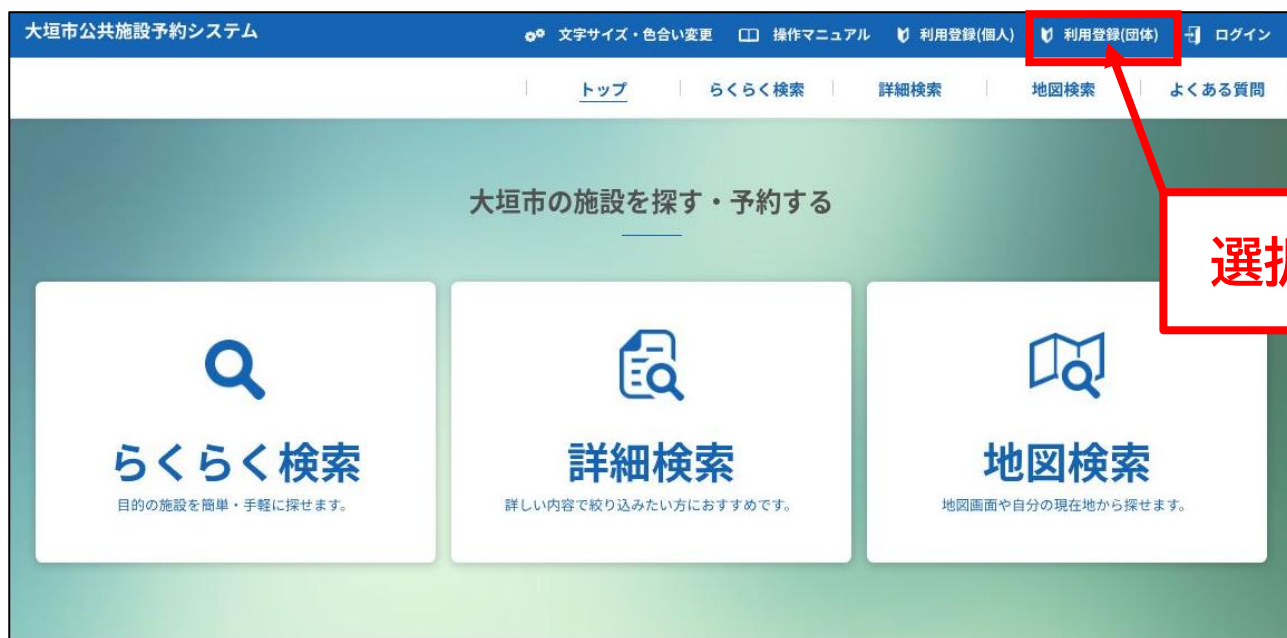 大垣市公共施設予約システム
文字サイズ・色合い変更 操作マニュアル 利用登録(個人) 利用登録(団体) ログイン
トップ らくらく検索 詳細検索 地図検索 よくある質問
大垣市の施設を探す・予約する
選択
らくらく検索 詳細検索 地図検索
目的の施設を簡単・手軽に探せます。 詳しい内容で絞り込みたい方におすすめです。 地図画面や自分の現在地から探せます。